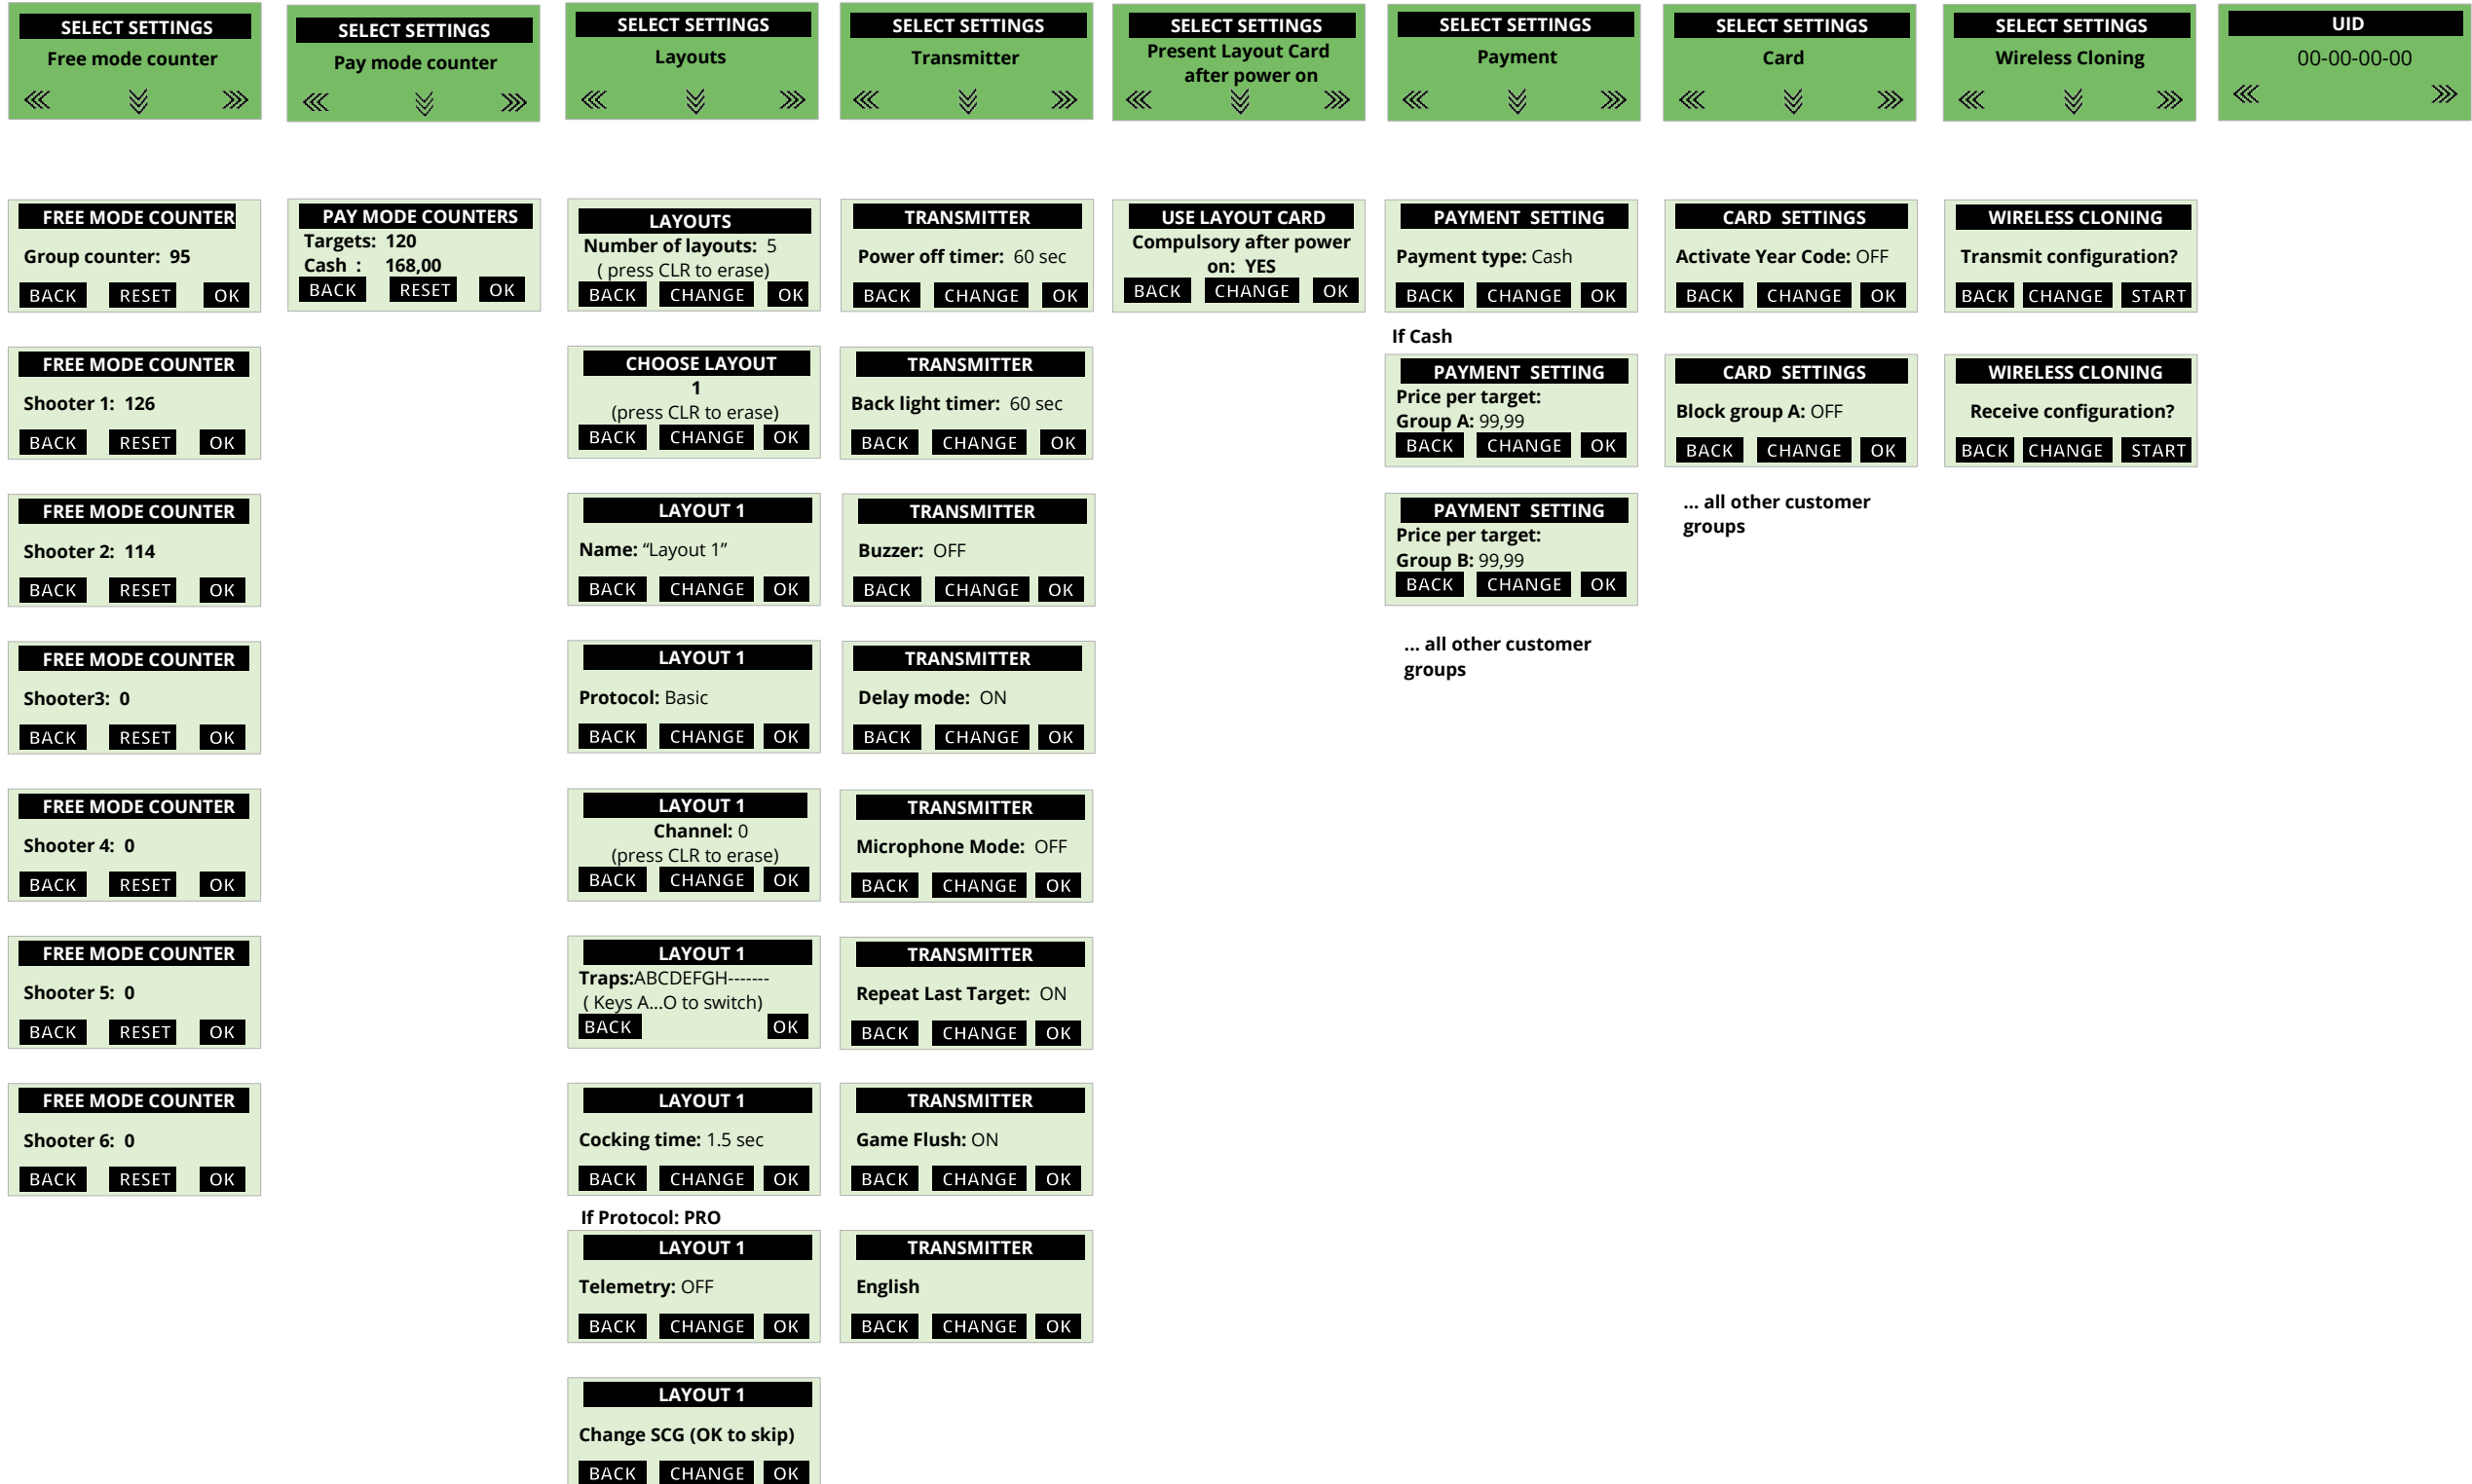 SELECT SETTINGS
Free mode counter
SELECT SETTINGS
Pay mode counter
SELECT SETTINGS
Layouts
SELECT SETTINGS
Transmitter
SELECT SETTINGS
Present Layout Card
after power on
SELECT SETTINGS
Payment
SELECT SETTINGS
Card
SELECT SETTINGS
Wireless Cloning
UID
00-00-00-00
FREE MODE COUNTER
Group counter: 95
BACK RESET OK
FREE MODE COUNTER
Shooter 1: 126
BACK RESET OK
FREE MODE COUNTER
Shooter 2: 114
BACK RESET OK
FREE MODE COUNTER
Shooter3: 0
BACK RESET OK
FREE MODE COUNTER
Shooter 4: 0
BACK RESET OK
FREE MODE COUNTER
Shooter 5: 0
BACK RESET OK
FREE MODE COUNTER
Shooter 6: 0
BACK RESET OK
PAY MODE COUNTERS
Targets: 120
Cash : 168,00
BACK RESET OK
LAYOUTS
Number of layouts: 5
( press CLR to erase)
BACK CHANGE OK
CHOOSE LAYOUT
1
(press CLR to erase)
BACK CHANGE OK
LAYOUT 1
Name: “Layout 1”
BACK CHANGE OK
LAYOUT 1
Protocol: Basic
BACK CHANGE OK
LAYOUT 1
Channel: 0
(press CLR to erase)
BACK CHANGE OK
LAYOUT 1
Traps:ABCDEFGH-------
( Keys A...O to switch)
BACK OK
LAYOUT 1
Cocking time: 1.5 sec
BACK CHANGE OK
If Protocol: PRO
LAYOUT 1
Telemetry: OFF
BACK CHANGE OK
LAYOUT 1
Change SCG (OK to skip)
BACK CHANGE OK
TRANSMITTER
Power off timer: 60 sec
BACK CHANGE OK
TRANSMITTER
Back light timer: 60 sec
BACK CHANGE OK
TRANSMITTER
Buzzer: OFF
BACK CHANGE OK
TRANSMITTER
Delay mode: ON
BACK CHANGE OK
TRANSMITTER
Microphone Mode: OFF
BACK CHANGE OK
TRANSMITTER
Repeat Last Target: ON
BACK CHANGE OK
TRANSMITTER
Game Flush: ON
BACK CHANGE OK
TRANSMITTER
English
BACK CHANGE OK
USE LAYOUT CARD
Compulsory after power
on: YES
BACK CHANGE OK
PAYMENT SETTING
Payment type: Cash
BACK CHANGE OK
If Cash
PAYMENT SETTING
Price per target:
Group A: 99,99
BACK CHANGE OK
PAYMENT SETTING
Price per target:
Group B: 99,99
BACK CHANGE OK
... all other customer
groups
CARD SETTINGS
Activate Year Code: OFF
BACK CHANGE OK
CARD SETTINGS
Block group A: OFF
BACK CHANGE OK
... all other customer
groups
WIRELESS CLONING
Transmit configuration?
BACK CHANGE START
WIRELESS CLONING
Receive configuration?
BACK CHANGE START